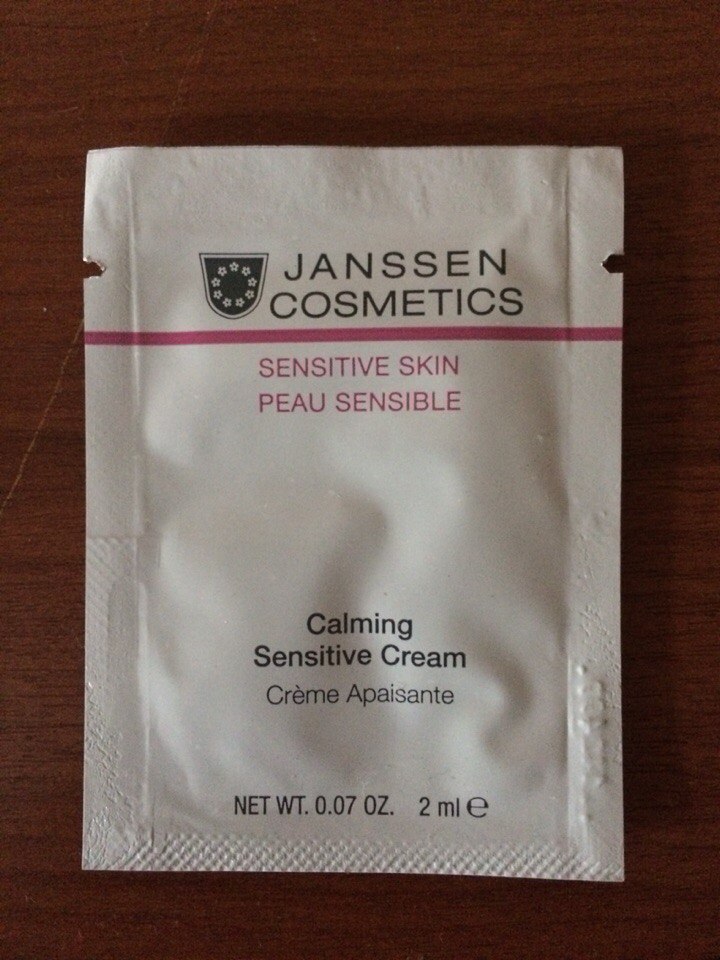 JANSSEN
COSMETICS
SENSITIVE SKIN
PEAU SENSIBLE
Calming
Sensitive Cream
Crème Apaisante
NET WT. 0.07 OZ. 2 ml ℮